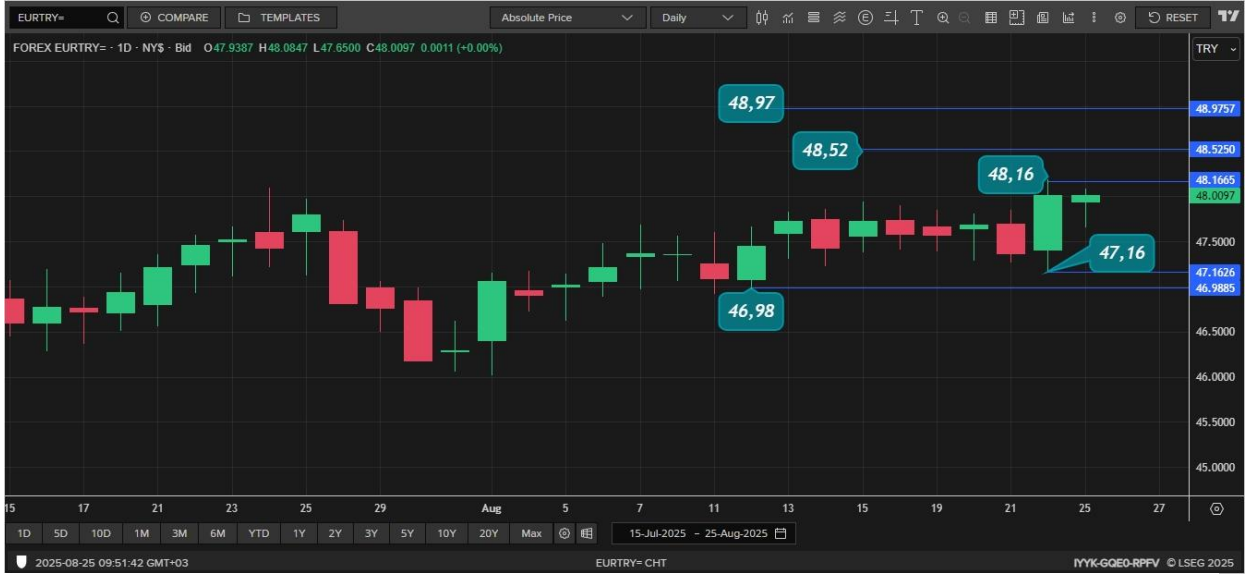 EURTRY= COMPARE TEMPLATES Absolute Price Daily RESET
FOREX EURTRY= · 1D · NY$ · Bid O47.9387 H48.0847 L47.6500 C48.0097 0.0011 (+0.00%) TRY
48,97 48.9757
48,52 48.5250
48,16 48.1665
48.0097
47.5000
47,16 47.1626
46.9885
46,98
46.5000
46.0000
45.5000
45.0000
15 17 21 23 25 29 Aug 5 7 11 13 15 19 21 25 27
1D 5D 10D 1M 3M 6M YTD 1Y 2Y 3Y 5Y 10Y 20Y Max 15-Jul-2025 - 25-Aug-2025
2025-08-25 09:51:42 GMT+03 EURTRY= CHT IYYK-GQE0-RPFV © LSEG 2025